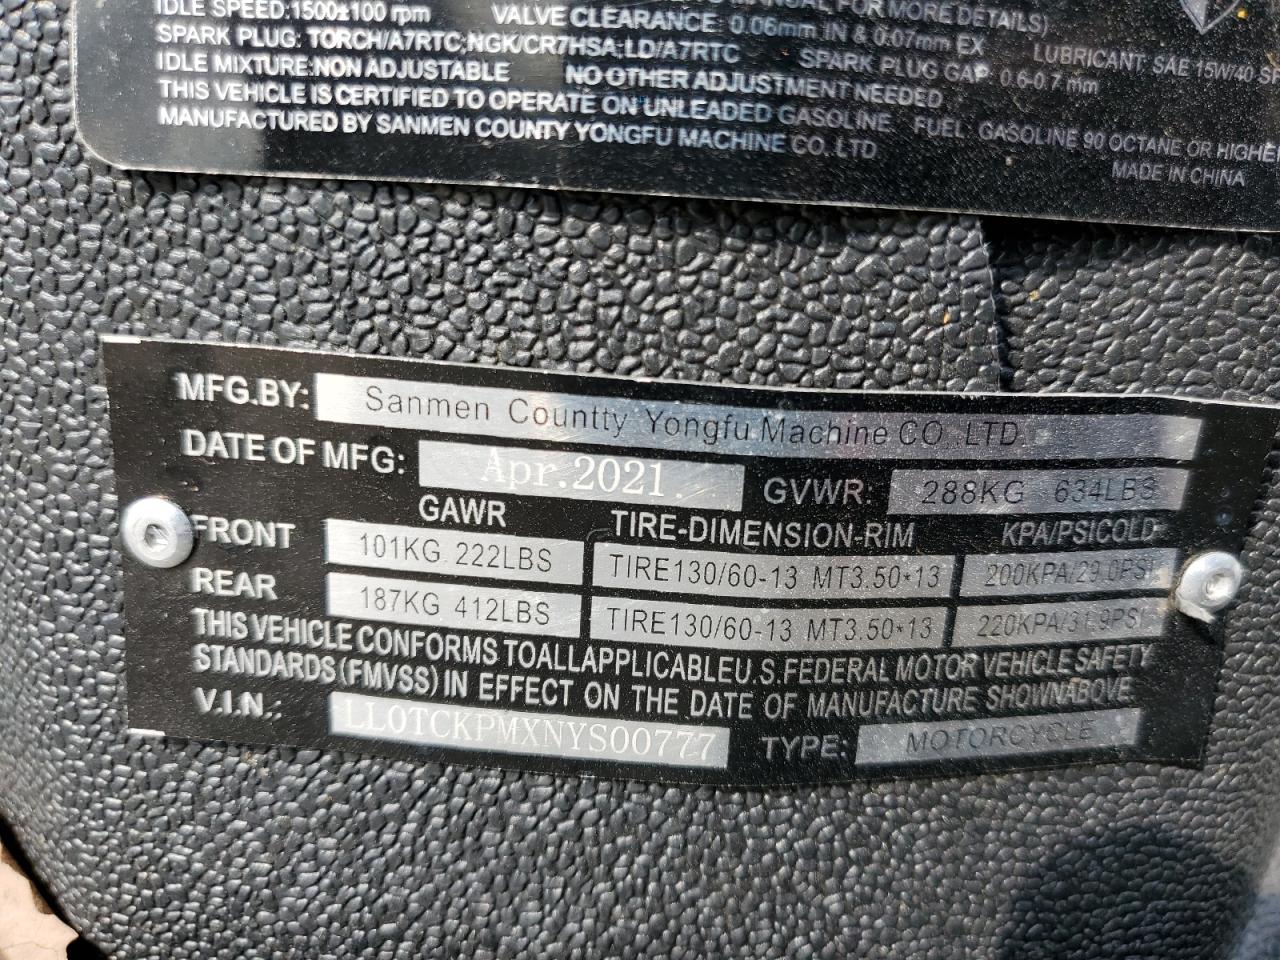 MANUAL FOR MORE DETAILS)
IDLE SPEED:1500±100 rpm VALVE CLEARANCE: 0.06mm IN & 0.07mm EX LUBRICANT: SAE 15W/40
SPARK PLUG: TORCH/A7RTC;NGK/CR7HSA;LD/A7RTC SPARK PLUG GAP: 0.6-0.7 mm
IDLE MIXTURE:NON ADJUSTABLE NO OTHER ADJUSTMENT NEEDED
THIS VEHICLE IS CERTIFIED TO OPERATE ON UNLEADED GASOLINE. FUEL: GASOLINE 90 OCTANE OR HIGHER
MANUFACTURED BY SANMEN COUNTY YONGFU MACHINE CO. LTD MADE IN CHINA
MFG.BY: Sanmen Countty Yongfu Machine CO .LTD
DATE OF MFG: Apr.2021. GVWR: 288KG 634LBS
GAWR TIRE-DIMENSION-RIM KPA/PSICOLD
FRONT 101KG 222LBS TIRE130/60-13 MT3.50*13 200KPA/29.0PSI
REAR 187KG 412LBS TIRE130/60-13 MT3.50*13 220KPA/31.9PSI
THIS VEHICLE CONFORMS TOALLAPPLICABLEU.S.FEDERAL MOTOR VEHICLE SAFETY
STANDARDS(FMVSS) IN EFFECT ON THE DATE OF MANUFACTURE SHOWNABOVE
V.I.N.: LL0TCKPMXNYS00777 TYPE: MOTORCYCLE